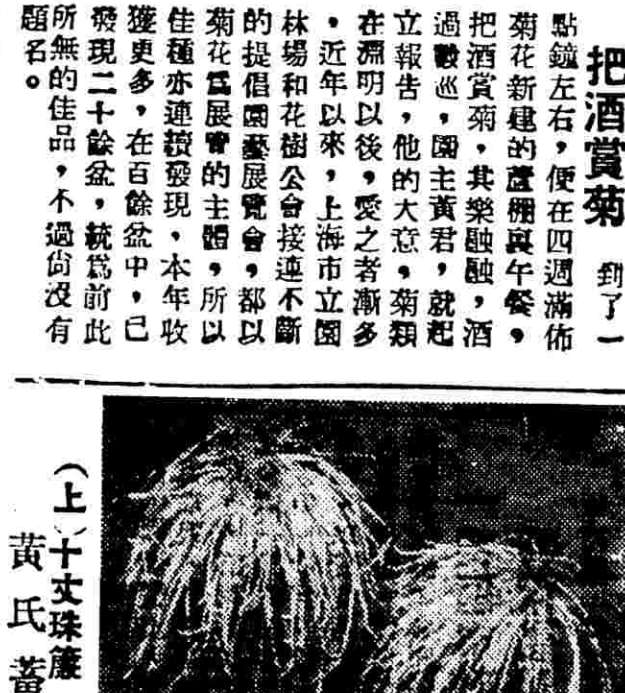 把酒賞菊 到了一
點鐘左右，便在四週滿佈
菊花新建的蘆棚裏午餐，
把酒賞菊，其樂融融，酒
過數巡，園主黃君，就起
立報告，他的大意，菊類
在淵明以後，愛之者漸多
，近年以來，上海市立園
林場和花樹公會接連不斷
的提倡園藝展覽會，都以
菊花爲展覽的主體，所以
佳種亦連續發現，本年收
獲更多，在百餘盆中，已
發現二十餘盆，統爲前此
所無的佳品，不過尙沒有
題名。
（上）十丈珠簾
黃氏